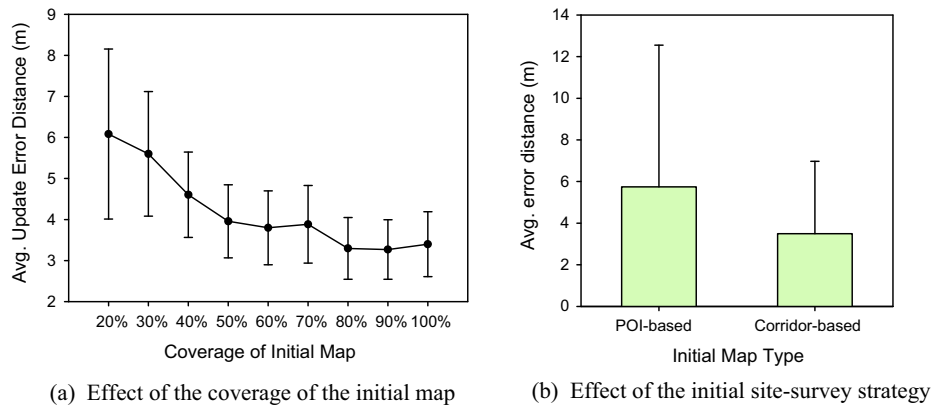 9
8
7
6
5
4
3
2
Avg. Update Error Distance (m)
20% 30% 40% 50% 60% 70% 80% 90% 100%
Coverage of Initial Map
(a) Effect of the coverage of the initial map
14
12
10
8
6
4
2
0
Avg. error distance (m)
POI-based Corridor-based
Initial Map Type
(b) Effect of the initial site-survey strategy